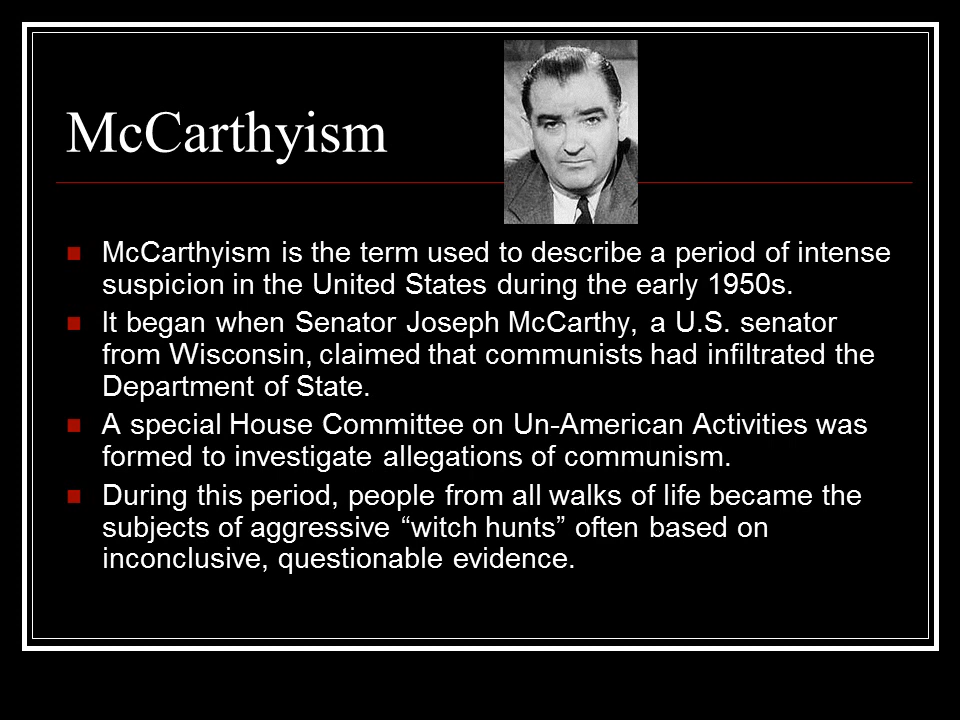 McCarthyism
McCarthyism is the term used to describe a period of intense
suspicion in the United States during the early 1950s.
It began when Senator Joseph McCarthy, a U.S. senator
from Wisconsin, claimed that communists had infiltrated the
Department of State.
A special House Committee on Un-American Activities was
formed to investigate allegations of communism.
During this period, people from all walks of life became the
subjects of aggressive “witch hunts” often based on
inconclusive, questionable evidence.